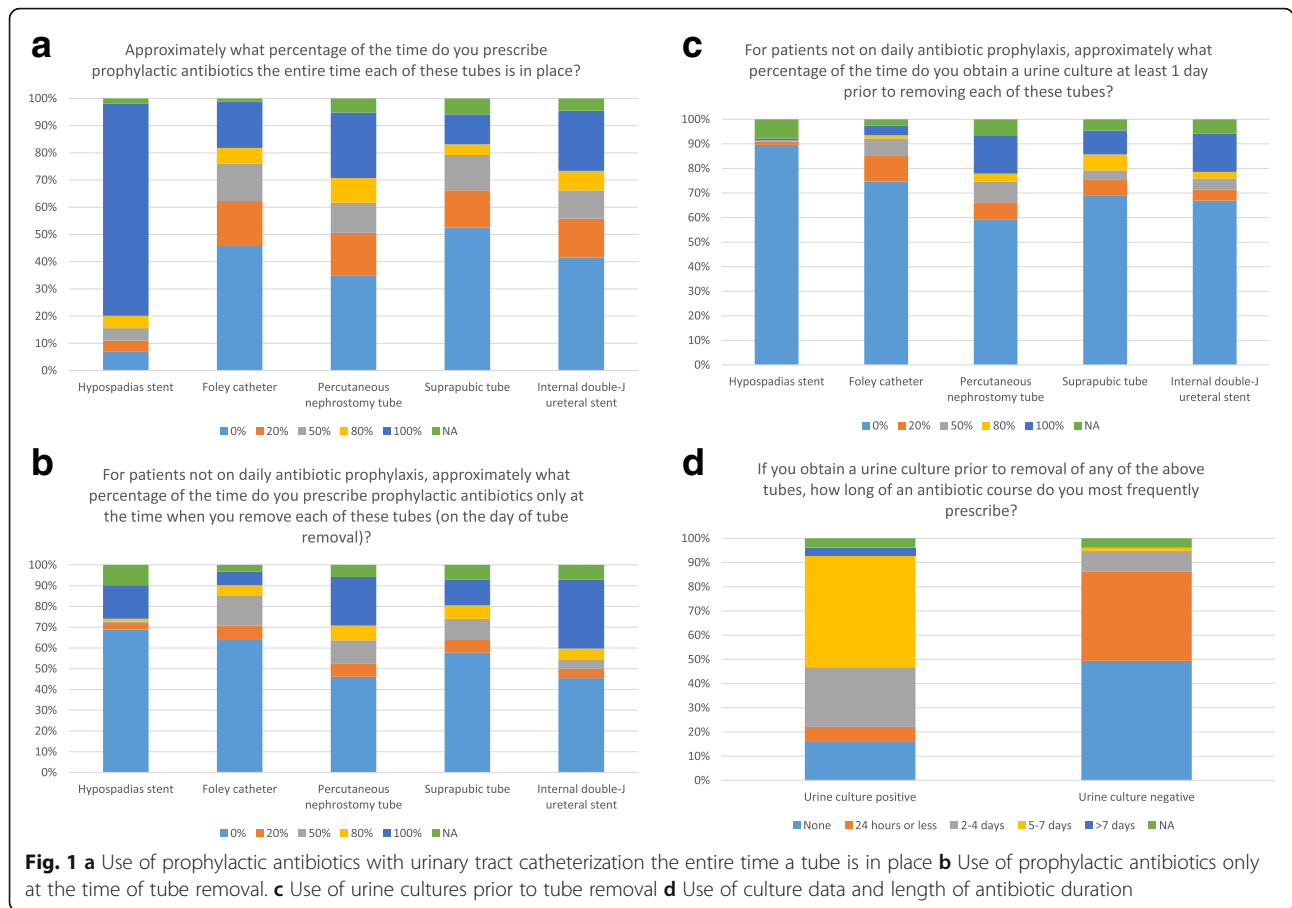 a
Approximately what percentage of the time do you prescribe
prophylactic antibiotics the entire time each of these tubes is in place?
100%
90%
80%
70%
60%
50%
40%
30%
20%
10%
0%
Hypospadias stent
Foley catheter
Percutaneous
nephrostomy tube
Suprapubic tube
Internal double-J
ureteral stent
0% 20% 50% 80% 100% NA
b
For patients not on daily antibiotic prophylaxis, approximately what
percentage of the time do you prescribe prophylactic antibiotics only at
the time when you remove each of these tubes (on the day of tube
removal)?
100%
90%
80%
70%
60%
50%
40%
30%
20%
10%
0%
Hypospadias stent
Foley catheter
Percutaneous
nephrostomy tube
Suprapubic tube
Internal double-J
ureteral stent
0% 20% 50% 80% 100% NA
c
For patients not on daily antibiotic prophylaxis, approximately what
percentage of the time do you obtain a urine culture at least 1 day
prior to removing each of these tubes?
100%
90%
80%
70%
60%
50%
40%
30%
20%
10%
0%
Hypospadias stent
Foley catheter
Percutaneous
nephrostomy tube
Suprapubic tube
Internal double-J
ureteral stent
0% 20% 50% 80% 100% NA
d
If you obtain a urine culture prior to removal of any of the above
tubes, how long of an antibiotic course do you most frequently
prescribe?
100%
90%
80%
70%
60%
50%
40%
30%
20%
10%
0%
Urine culture positive
Urine culture negative
None 24 hours or less 2-4 days 5-7 days >7 days NA
Fig. 1 a Use of prophylactic antibiotics with urinary tract catheterization the entire time a tube is in place b Use of prophylactic antibiotics only
at the time of tube removal. c Use of urine cultures prior to tube removal d Use of culture data and length of antibiotic duration